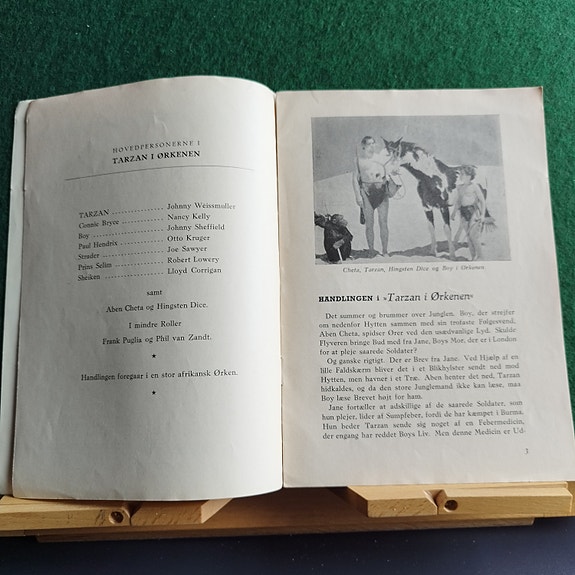 HOVEDPERSONERNE I
TARZAN I ØRKENEN
TARZAN .................... Johnny Weissmuller
Connie Bryce .............. Nancy Kelly
Boy ....................... Johnny Sheffield
Paul Hendrix .............. Otto Kruger
Strader ................... Joe Sawyer
Prins Selim ............... Robert Lowery
Sheiken ................... Lloyd Corrigan
samt
Aben Cheta og Hingsten Dice.
I mindre Roller
Frank Puglia og Phil van Zandt.
*
Handlingen foregaar i en stor afrikansk Ørken.
*
Cheta, Tarzan, Hingsten Dice og Boy i Ørkenen
HANDLINGEN i »Tarzan i Ørkenen«
Det summer og brummer over Junglen. Boy, der strejfer
om nedenfor Hytten sammen med sin trofaste Følgesvend,
Aben Cheta, spidser Ører ved den usædvanlige Lyd. Skulde
Flyveren bringe Bud med fra Jane, Boys Mor, der er i London
for at pleje saarede Soldater?
Og ganske rigtigt. Der er Brev fra Jane. Ved Hjælp af en
lille Faldskærm bliver det i et Blikhylster sendt ned mod
Hytten, men havner i et Træ. Aben henter det ned, Tarzan
hidkaldes, og da den store Junglemand ikke kan læse, maa
Boy læse Brevet højt for ham.
Jane fortæller at adskillige af de saarede Soldater, som
hun plejer, lider af Sumpfeber, fordi de har kæmpet i Burma.
Hun beder Tarzan sende sig noget af en Febermedicin,
der engang har reddet Boys Liv. Men denne Medicin er Ud-
3